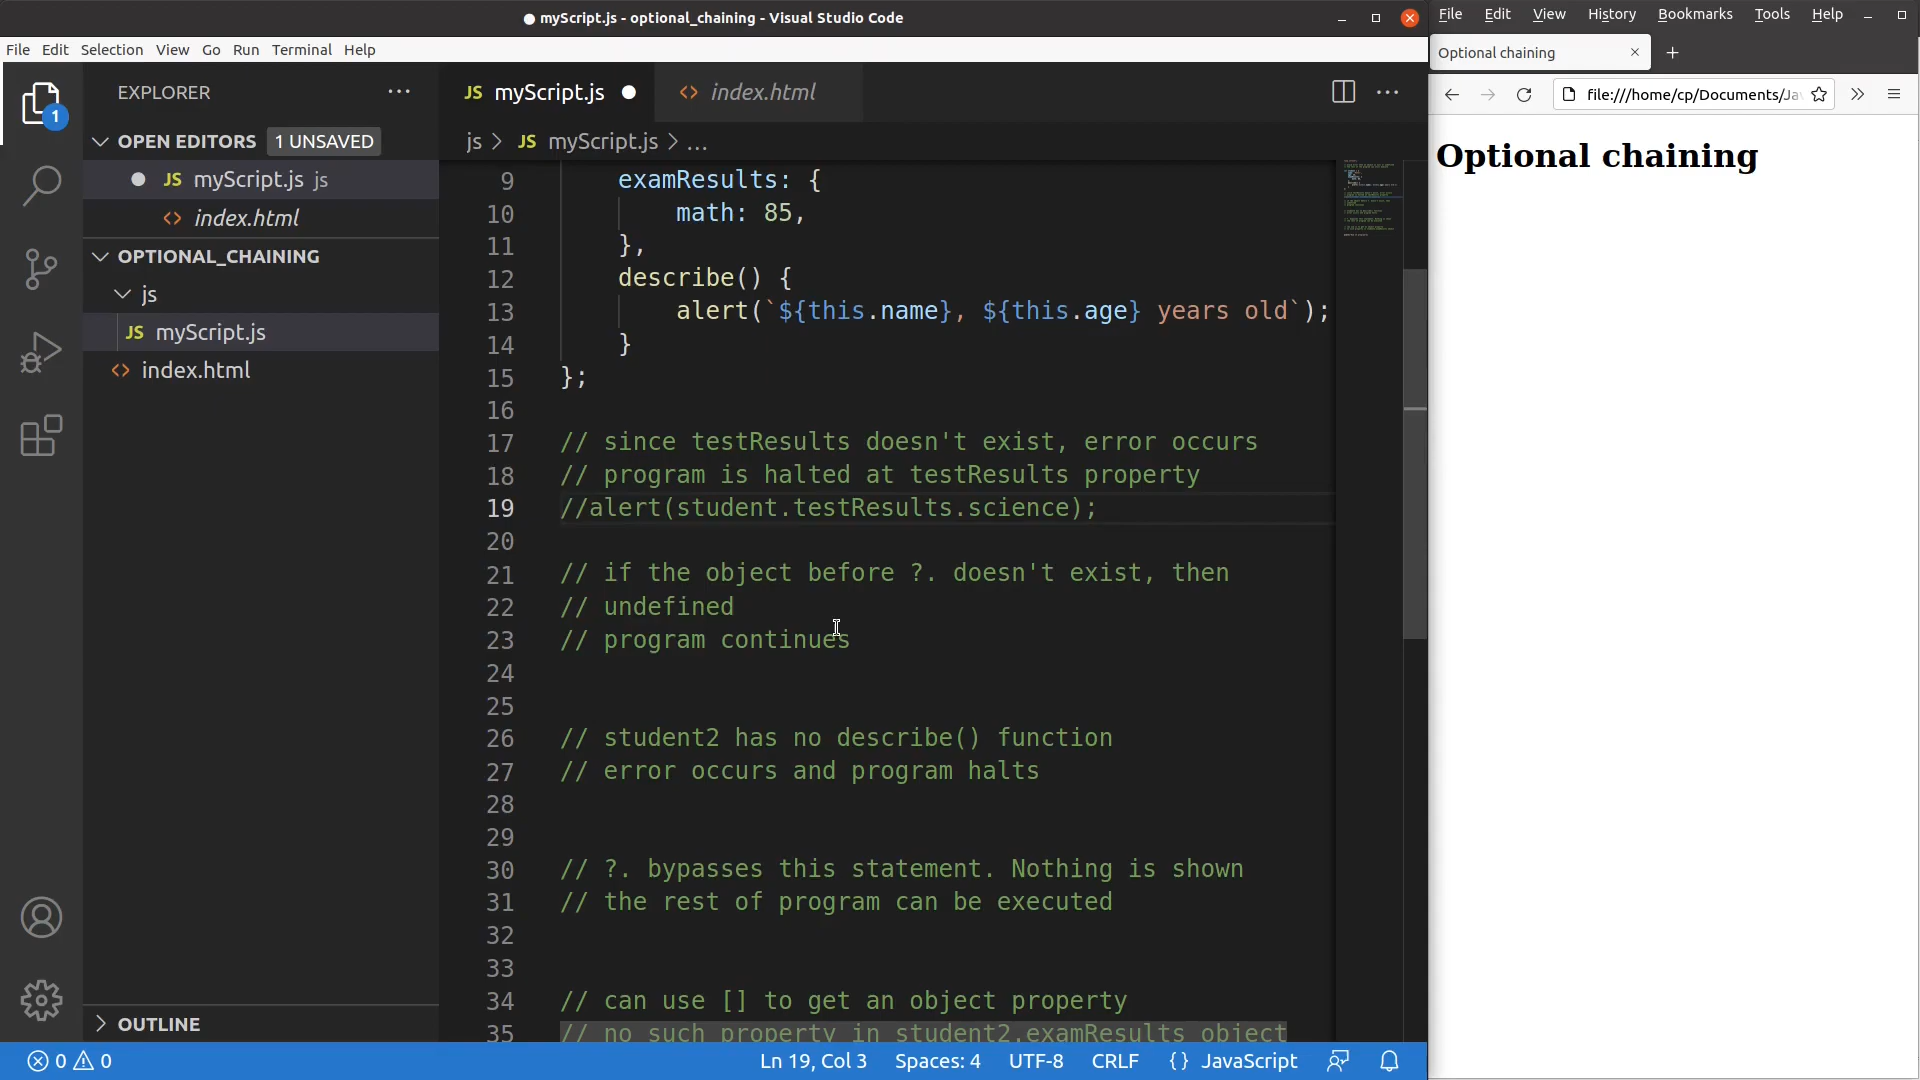 myScript.js - optional_chaining - Visual Studio Code
File Edit Selection View Go Run Terminal Help
EXPLORER
1
OPEN EDITORS 1 UNSAVED
JS myScript.js js
<> index.html
OPTIONAL_CHAINING
js
JS myScript.js
<> index.html
OUTLINE
JS myScript.js
<> index.html
js > JS myScript.js > ...
9 examResults: {
10 math: 85,
11 },
12 describe() {
13 alert(`${this.name}, ${this.age} years old`);
14 }
15 };
16
17 // since testResults doesn't exist, error occurs
18 // program is halted at testResults property
19 //alert(student.testResults.science);
20
21 // if the object before ?. doesn't exist, then
22 // undefined
23 // program continues
24
25
26 // student2 has no describe() function
27 // error occurs and program halts
28
29
30 // ?. bypasses this statement. Nothing is shown
31 // the rest of program can be executed
32
33
34 // can use [] to get an object property
35 // no such property in student2.examResults object
0 0 Ln 19, Col 3 Spaces: 4 UTF-8 CRLF {} JavaScript
File Edit View History Bookmarks Tools Help
Optional chaining
file:///home/cp/Documents/Ja
Optional chaining